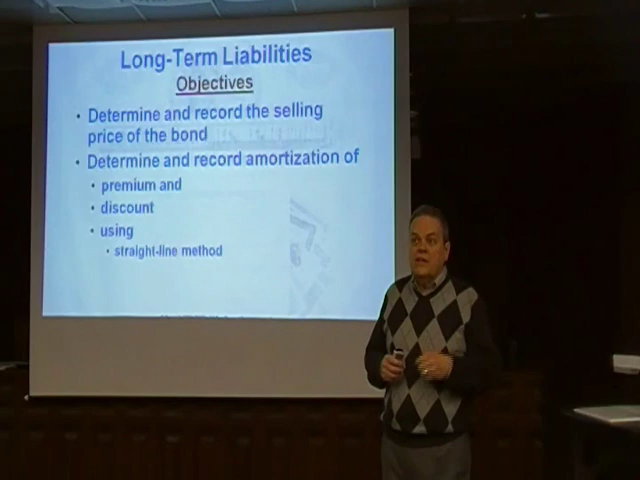 Long-Term Liabilities
Objectives
• Determine and record the selling
price of the bond
• Determine and record amortization of
• premium and
• discount
• using
• straight-line method